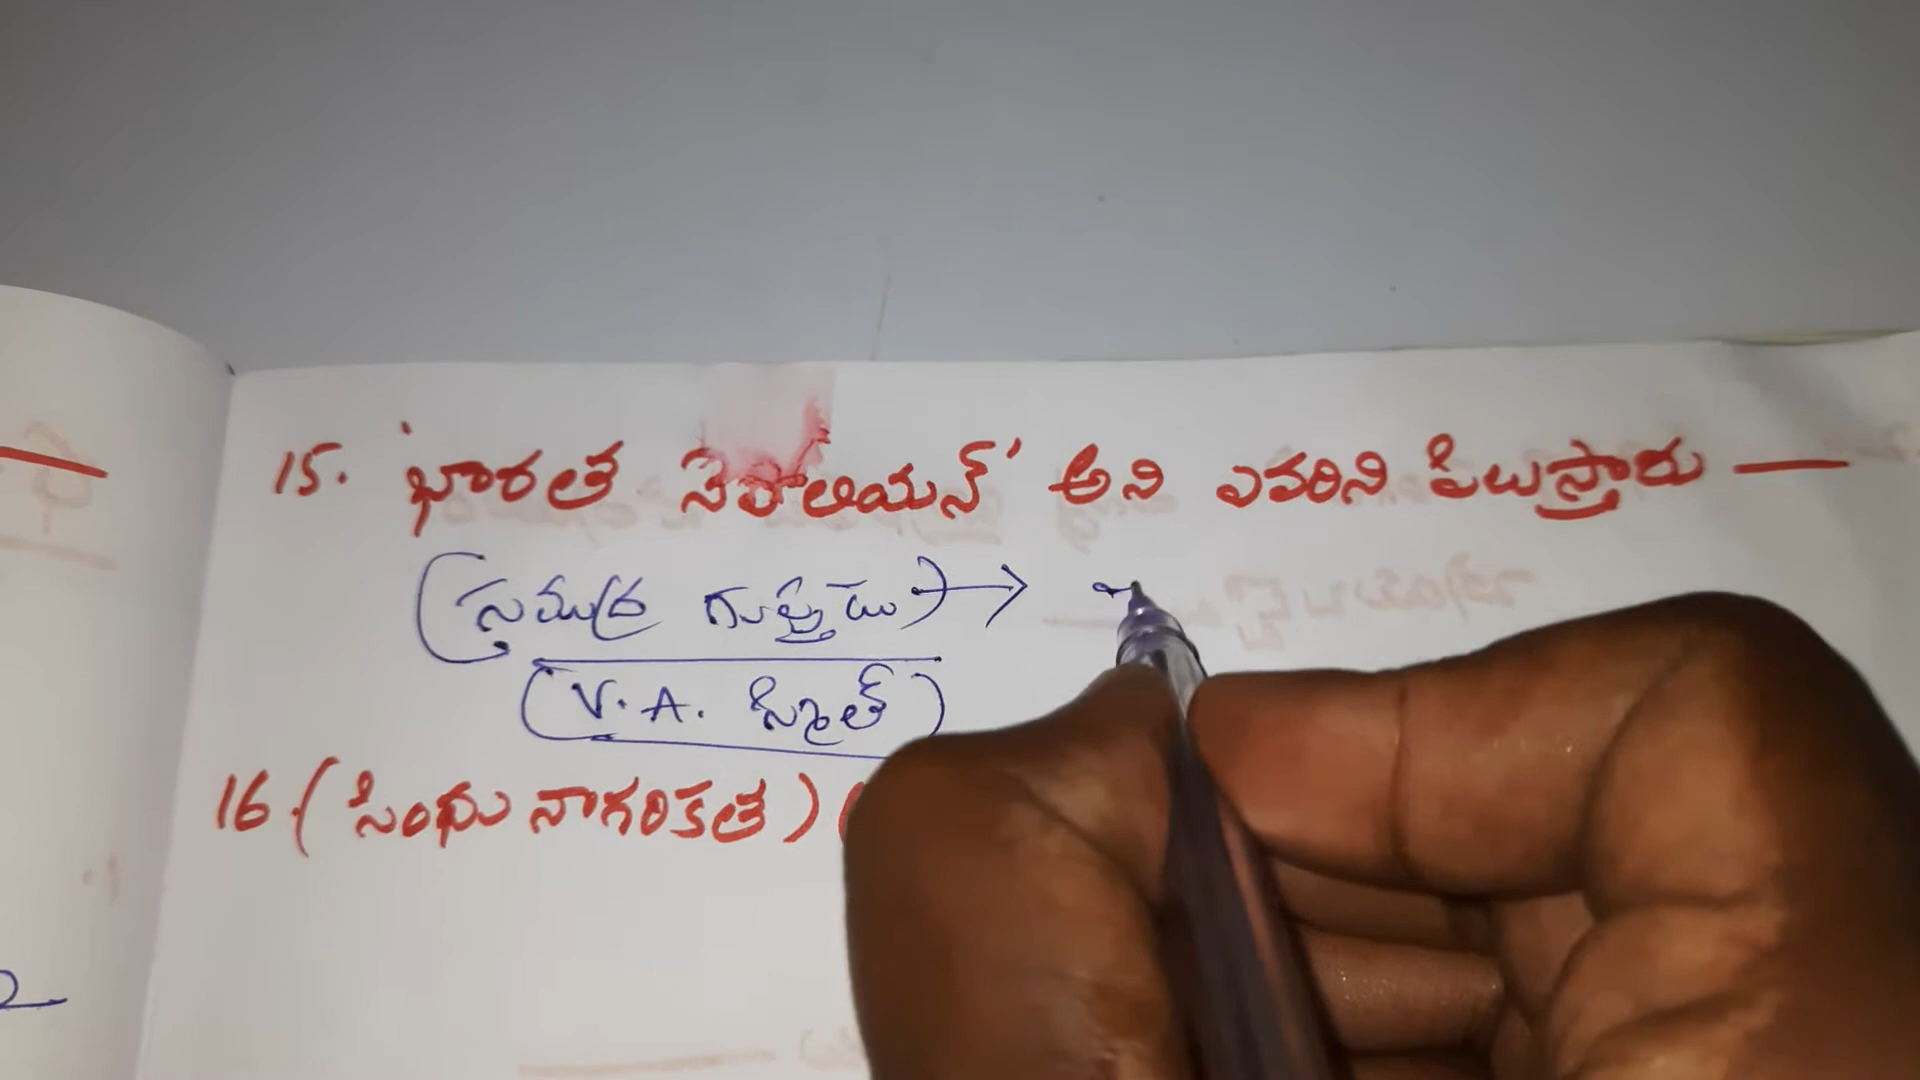 15. 'భారత నెపోలియన్' అని ఎవరిని పిలుస్తారు —
(సముద్ర గుప్తుడు) →
(V.A. స్మిత్)
16. (సింధు నాగరికత)